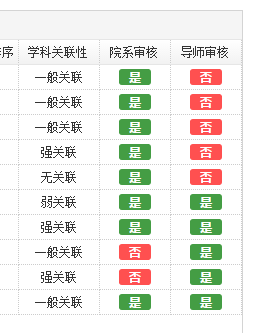 序 学科关联性 院系审核 导师审核
一般关联 是 否
一般关联 是 否
一般关联 是 否
强关联 是 否
无关联 是 否
弱关联 是 是
强关联 是 是
一般关联 否 是
强关联 否 是
一般关联 是 是